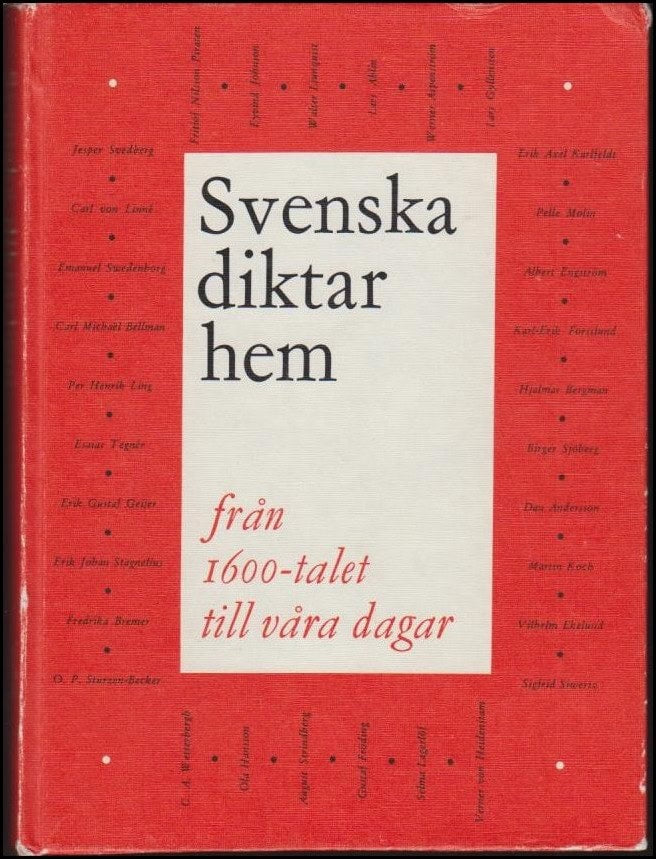 Fritiof Nilsson Piraten
Eyvind Johnson
Walter Ljungquist
Lars Ahlin
Werner Aspenström
Lars Gyllensten
Jesper Svedberg
Carl von Linné
Emanuel Swedenborg
Carl Michaël Bellman
Per Henrik Ling
Esaias Tegnér
Erik Gustaf Geijer
Erik Johan Stagnelius
Fredrika Bremer
O. P. Sturzen-Becker
Svenska
diktar
hem
från
1600-talet
till våra dagar
Erik Axel Karlfeldt
Pelle Molin
Albert Engström
Karl-Erik Forsslund
Hjalmar Bergman
Birger Sjöberg
Dan Andersson
Martin Koch
Vilhelm Ekelund
Sigfrid Siwertz
C. A. Wetterbergh
Ola Hansson
August Strindberg
Gustaf Fröding
Selma Lagerlöf
Verner von Heidenstam